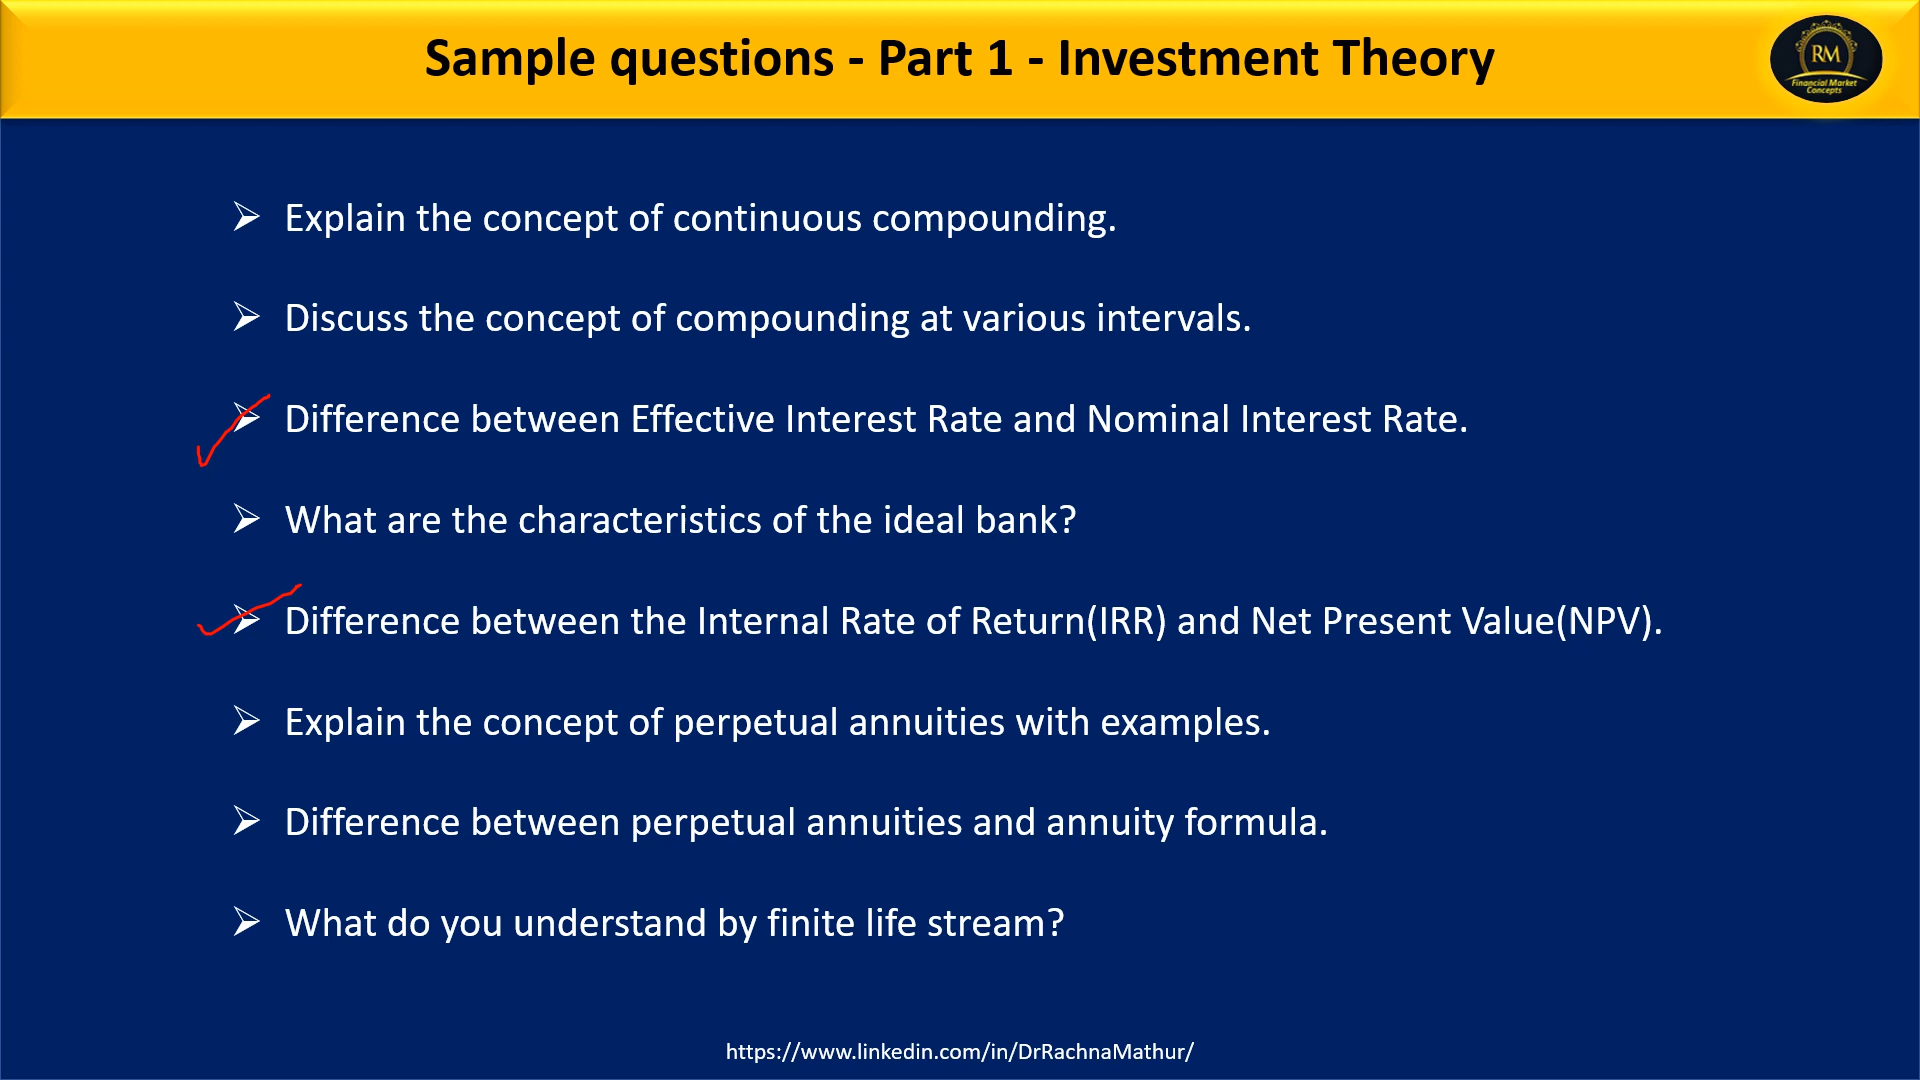 Sample questions - Part 1 - Investment Theory
RM
Financial Market
Concepts
Explain the concept of continuous compounding.
Discuss the concept of compounding at various intervals.
Difference between Effective Interest Rate and Nominal Interest Rate.
What are the characteristics of the ideal bank?
Difference between the Internal Rate of Return(IRR) and Net Present Value(NPV).
Explain the concept of perpetual annuities with examples.
Difference between perpetual annuities and annuity formula.
What do you understand by finite life stream?
https://www.linkedin.com/in/DrRachnaMathur/